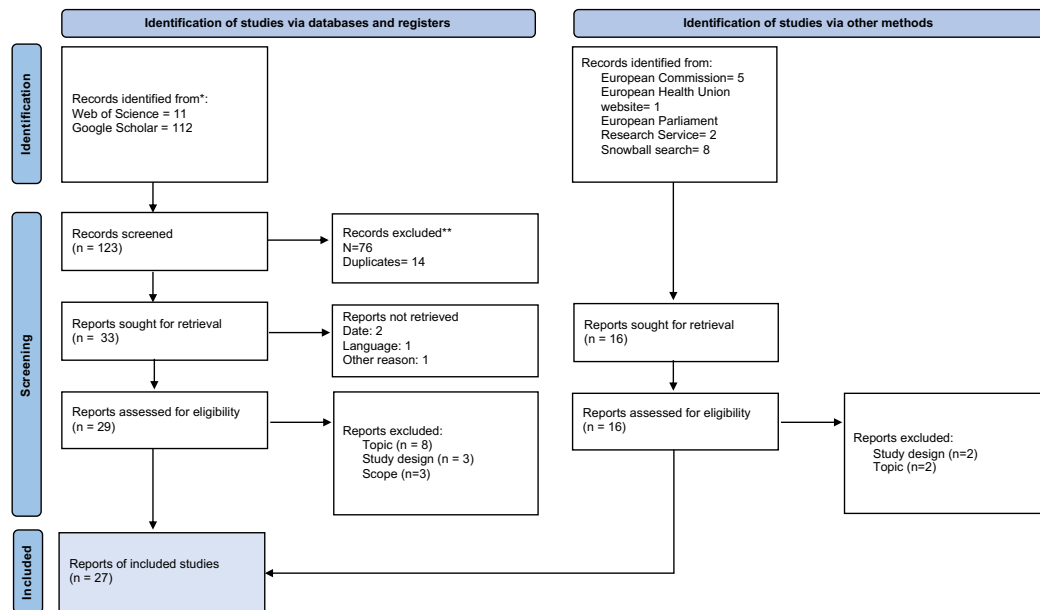 Identification of studies via databases and registers
Identification of studies via other methods
Identification
Records identified from*:
Web of Science = 11
Google Scholar = 112
Records identified from:
European Commission= 5
European Health Union
website= 1
European Parliament
Research Service= 2
Snowball search= 8
Screening
Records screened
(n = 123)
Records excluded**
N=76
Duplicates= 14
Reports sought for retrieval
(n = 33)
Reports not retrieved
Date: 2
Language: 1
Other reason: 1
Reports sought for retrieval
(n = 16)
Reports assessed for eligibility
(n = 29)
Reports excluded:
Topic (n = 8)
Study design (n = 3)
Scope (n=3)
Reports assessed for eligibility
(n = 16)
Reports excluded:
Study design (n=2)
Topic (n=2)
Included
Reports of included studies
(n = 27)